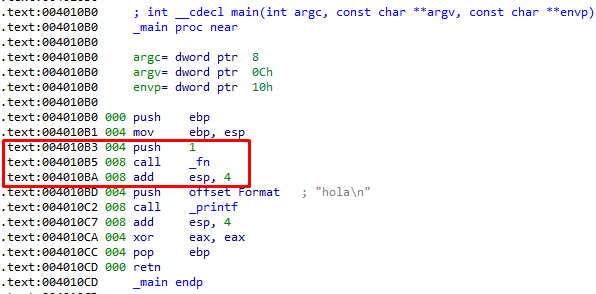 .text:004010B0 ; int __cdecl main(int argc, const char **argv, const char **envp)
.text:004010B0 _main proc near
.text:004010B0
.text:004010B0 argc= dword ptr 8
.text:004010B0 argv= dword ptr 0Ch
.text:004010B0 envp= dword ptr 10h
.text:004010B0
.text:004010B0 000 push ebp
.text:004010B1 004 mov ebp, esp
.text:004010B3 004 push 1
.text:004010B5 008 call _fn
.text:004010BA 008 add esp, 4
.text:004010BD 004 push offset Format ; "hola\n"
.text:004010C2 008 call _printf
.text:004010C7 008 add esp, 4
.text:004010CA 004 xor eax, eax
.text:004010CC 004 pop ebp
.text:004010CD 000 retn
.text:004010CD _main endp